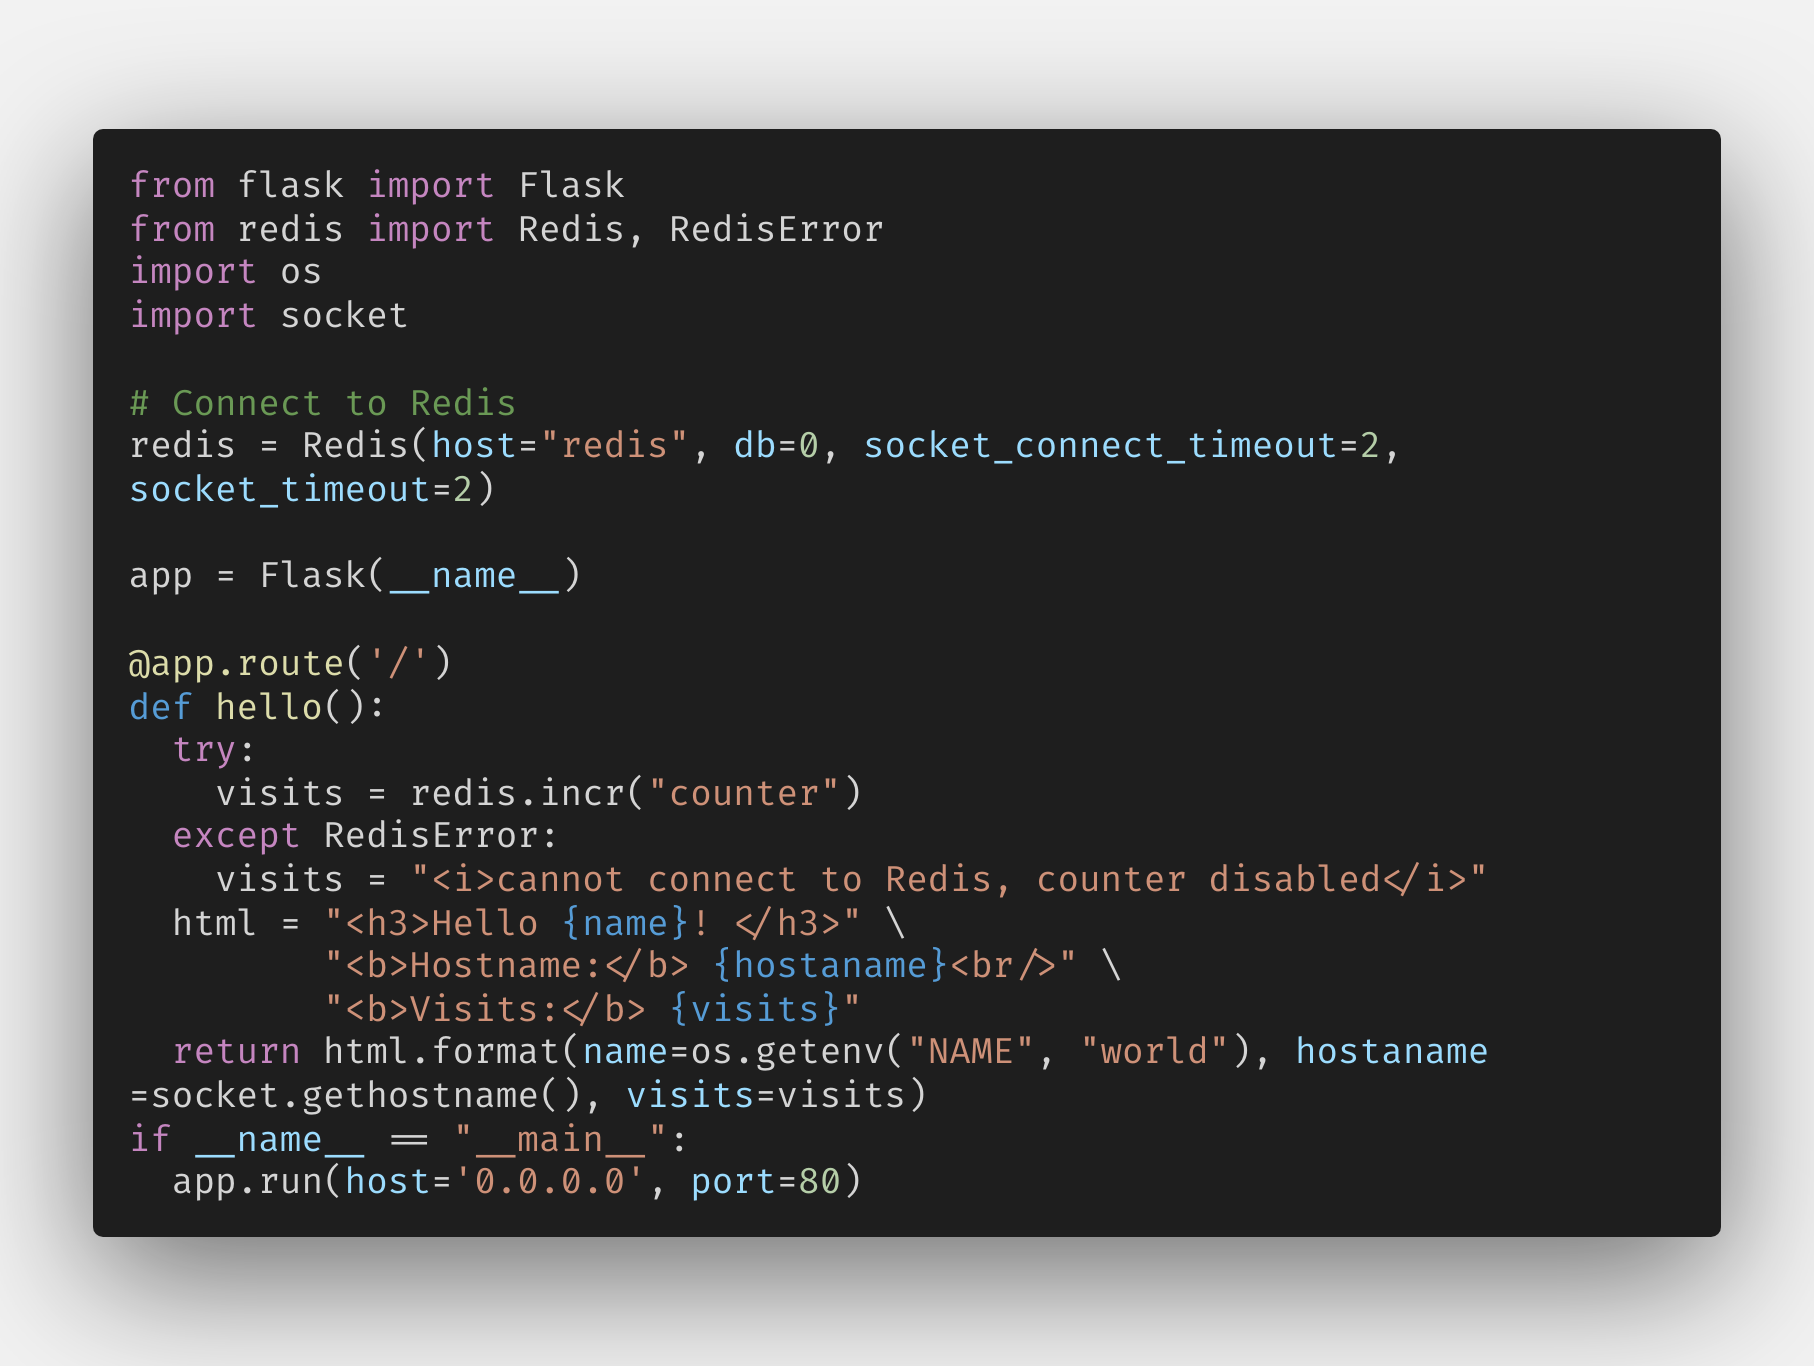 from flask import Flask
from redis import Redis, RedisError
import os
import socket

# Connect to Redis
redis = Redis(host="redis", db=0, socket_connect_timeout=2,
socket_timeout=2)

app = Flask(__name__)

@app.route('/')
def hello():
  try:
    visits = redis.incr("counter")
  except RedisError:
    visits = "<i>cannot connect to Redis, counter disabled</i>"
  html = "<h3>Hello {name}! </h3>" \
         "<b>Hostname:</b> {hostaname}<br/>" \
         "<b>Visits:</b> {visits}"
  return html.format(name=os.getenv("NAME", "world"), hostaname
=socket.gethostname(), visits=visits)
if __name__ == "__main__":
  app.run(host='0.0.0.0', port=80)